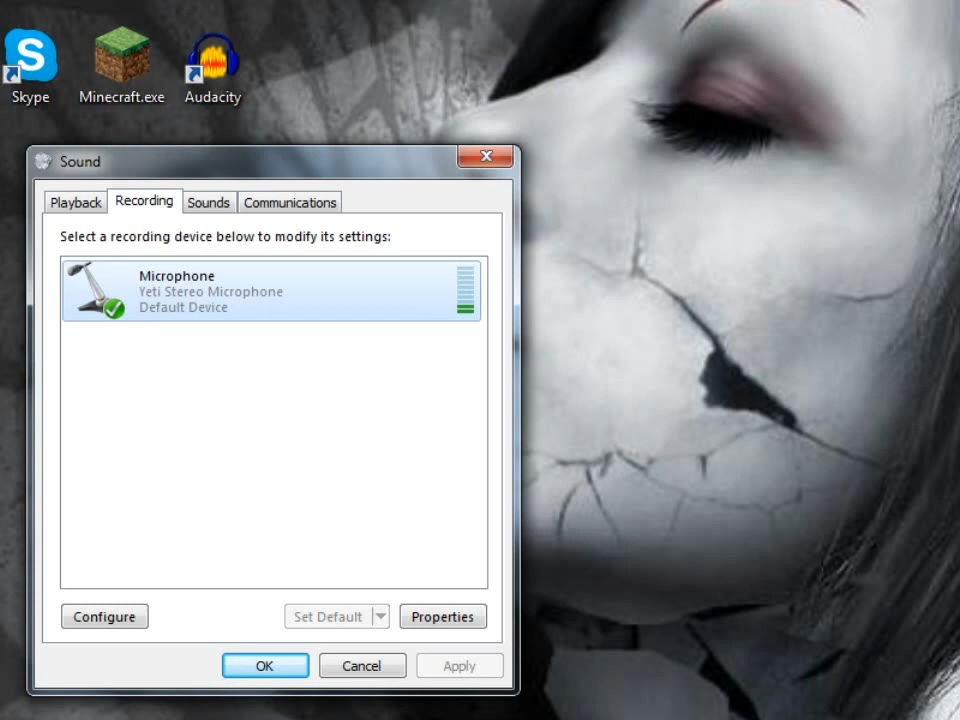 Skype
Minecraft.exe
Audacity
Sound
Playback
Recording
Sounds
Communications
Select a recording device below to modify its settings:
Microphone
Yeti Stereo Microphone
Default Device
Configure
Set Default
Properties
OK
Cancel
Apply